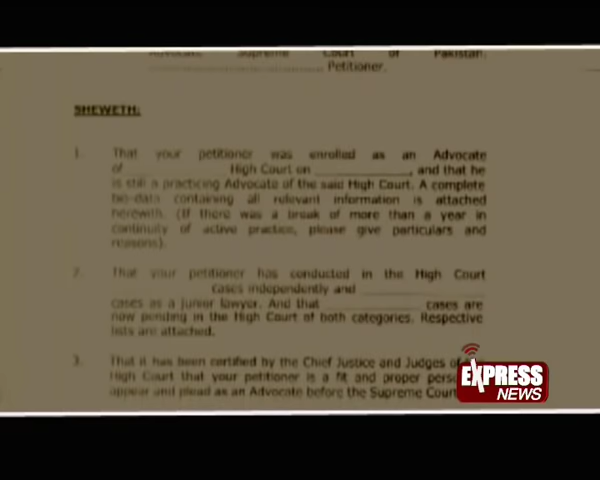 Advocate Supreme Court of Pakistan.
Petitioner.
SHEWETH:
1. That your petitioner was enrolled as an Advocate
of ____________ High Court on ____________, and that he
is still a practicing Advocate of the said High Court. A complete
bio-data containing all relevant information is attached
herewith. (If there was a break of more than a year in
continuity of active practice, please give particulars and
reasons).
2. That your petitioner has conducted in the High Court
____________ cases independently and ____________
cases as a junior lawyer. And that ____________ cases are
now pending in the High Court of both categories. Respective
lists are attached.
3. That it has been certified by the Chief Justice and Judges of
High Court that your petitioner is a fit and proper
appear and plead as an Advocate before the Supreme Court
EXPRESS
NEWS